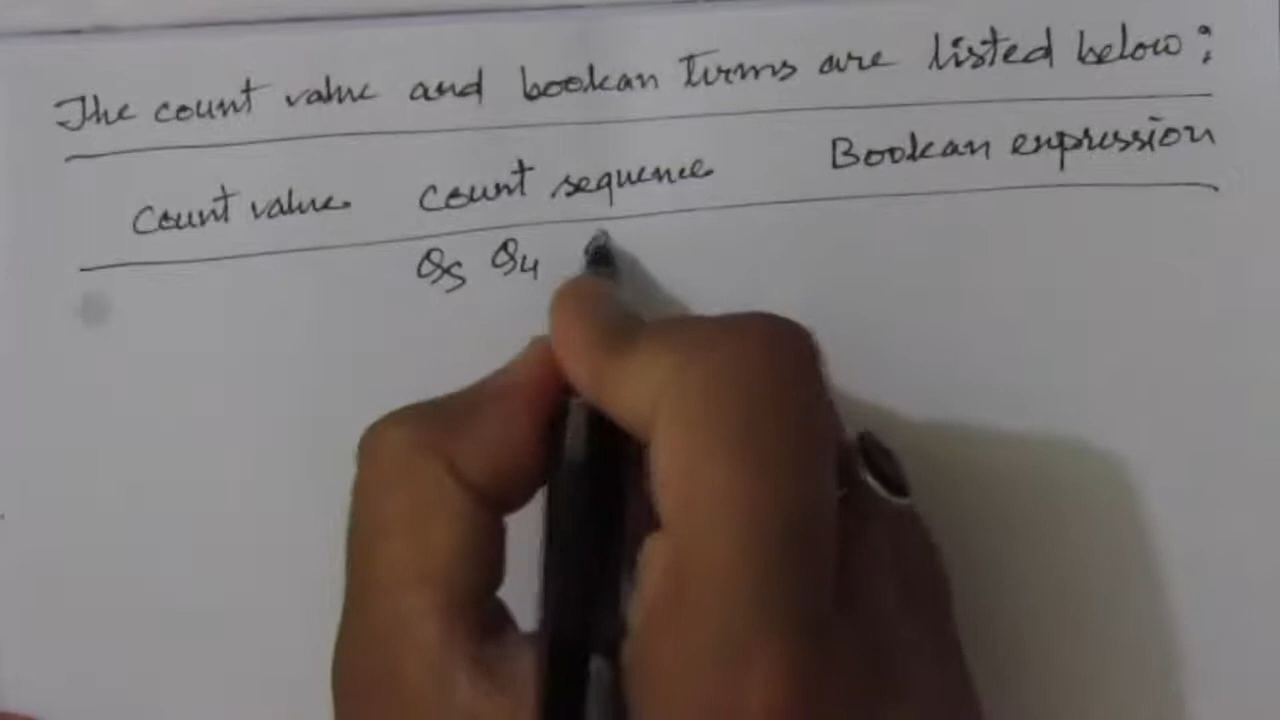 The count value and boolean terms are listed below:
Count value. Count sequence Boolean expression
Q5 Q4